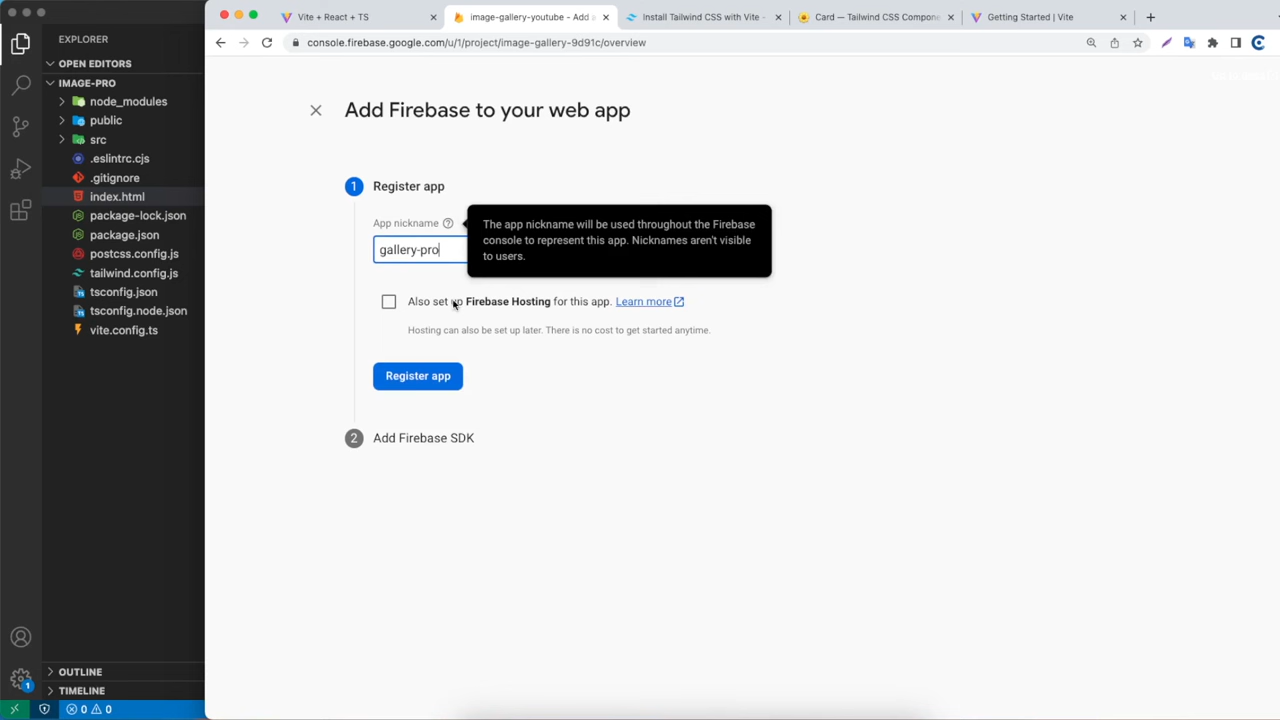 EXPLORER
OPEN EDITORS
IMAGE-PRO
node_modules
public
src
.eslintrc.cjs
.gitignore
index.html
package-lock.json
package.json
postcss.config.js
tailwind.config.js
tsconfig.json
tsconfig.node.json
vite.config.ts
OUTLINE
TIMELINE
1
0 0
Vite + React + TS
image-gallery-youtube - Add
Install Tailwind CSS with Vite -
Card — Tailwind CSS Compone
Getting Started | Vite
console.firebase.google.com/u/1/project/image-gallery-9d91c/overview
Add Firebase to your web app
1 Register app
App nickname
The app nickname will be used throughout the Firebase
console to represent this app. Nicknames aren't visible
to users.
gallery-pro
Also set up Firebase Hosting for this app. Learn more
Hosting can also be set up later. There is no cost to get started anytime.
Register app
2 Add Firebase SDK